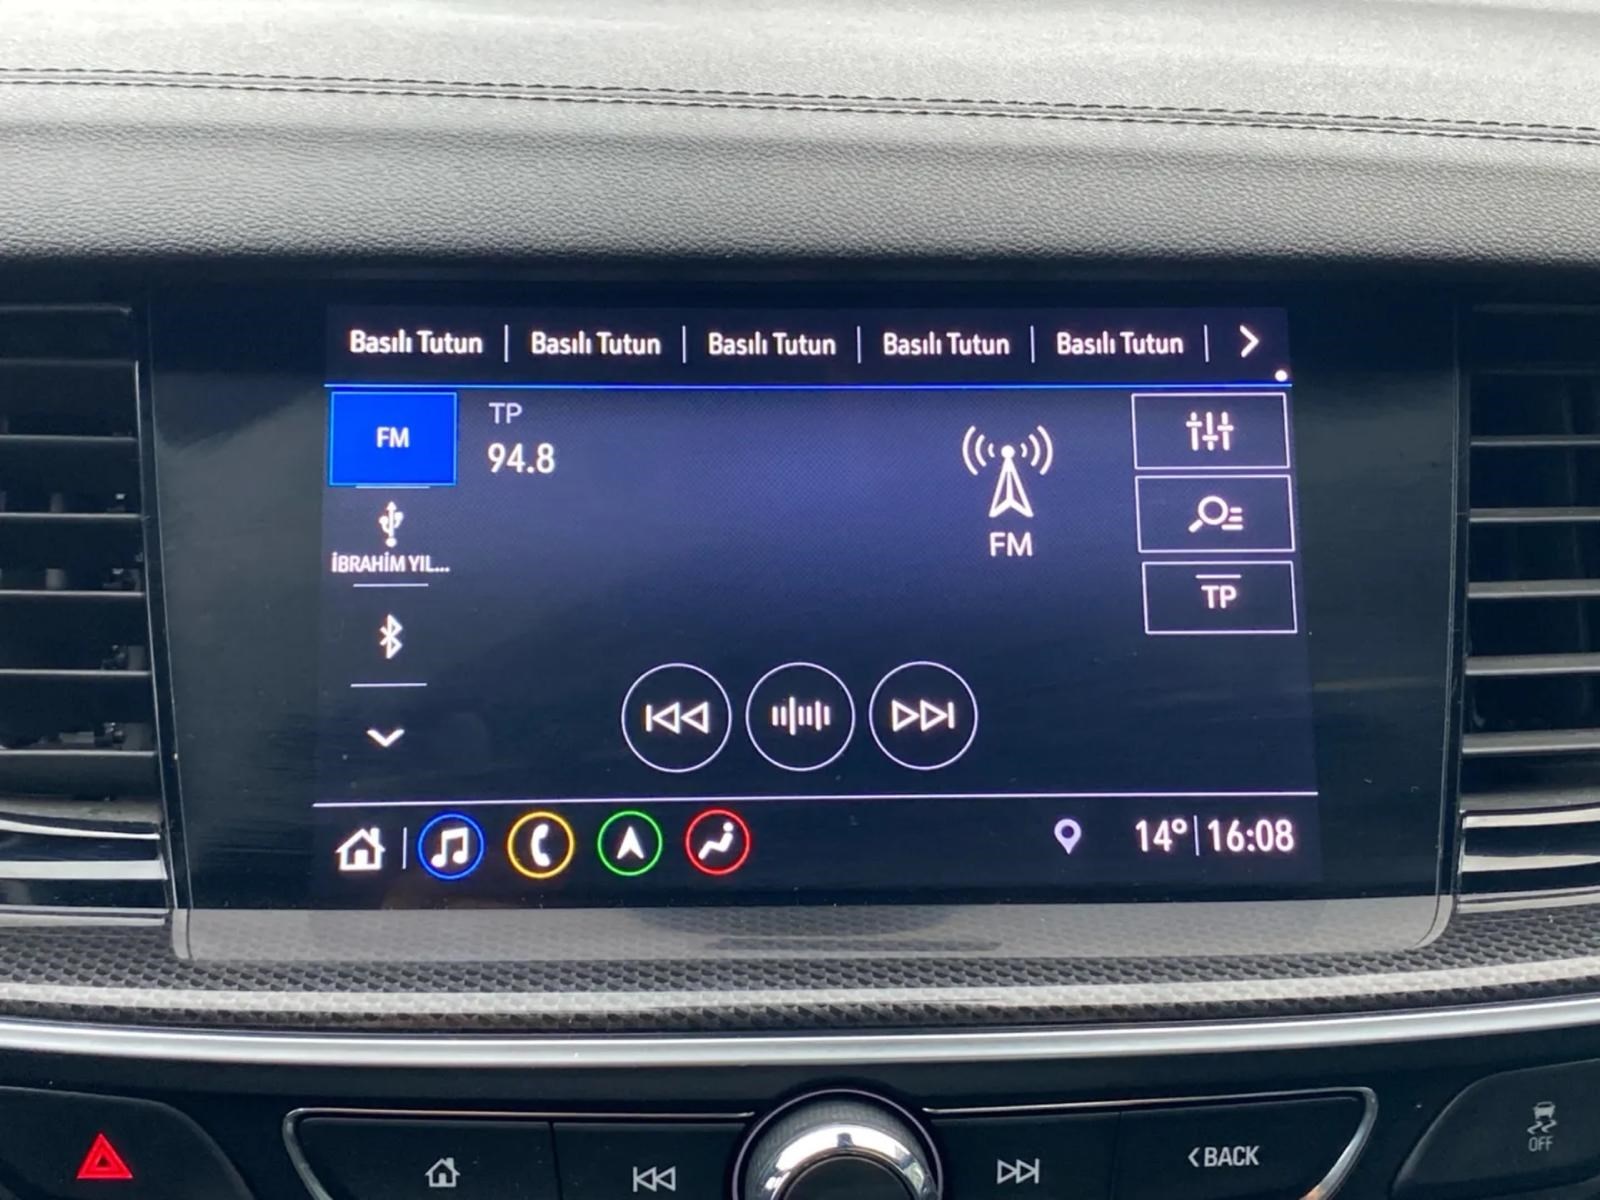 Basılı Tutun | Basılı Tutun | Basılı Tutun | Basılı Tutun | Basılı Tutun |
FM
TP
94.8
FM
İBRAHİM YIL...
TP
14° | 16:08
BACK
OFF